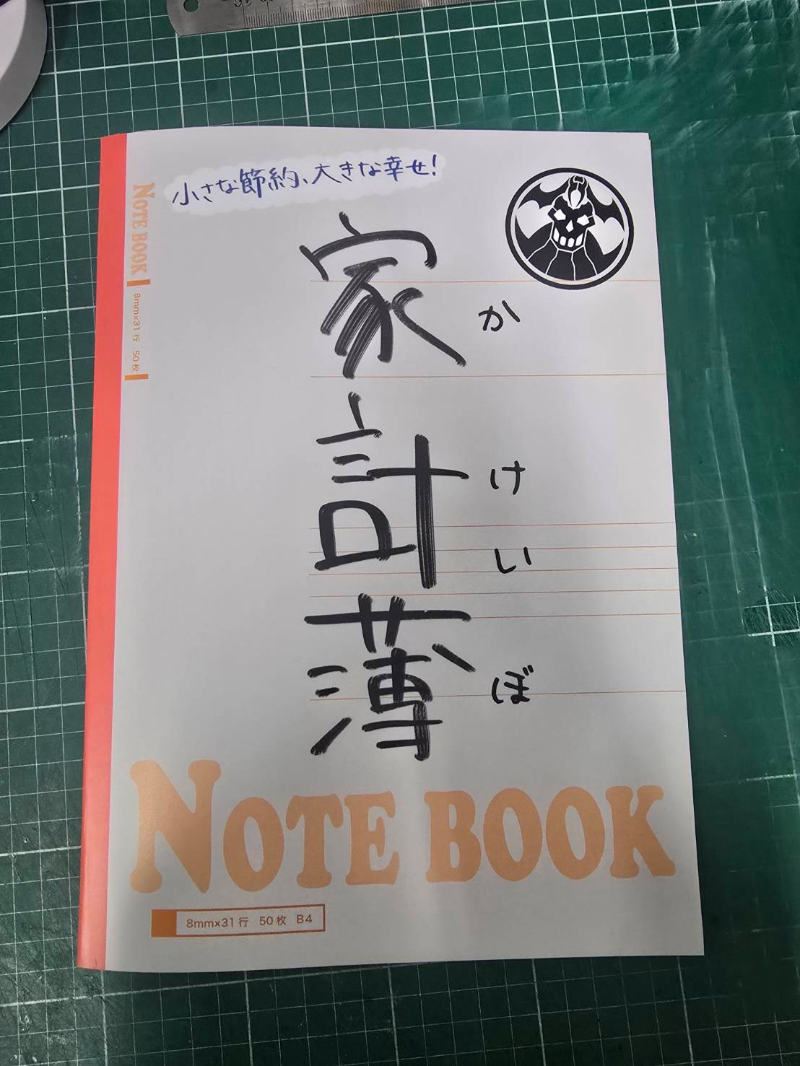 小さな節約、大きな幸せ!
家計薄
か
けい
ぼ
NOTE BOOK
8mm×31行 50枚 B4
NOTE BOOK
8mm×31行 50枚